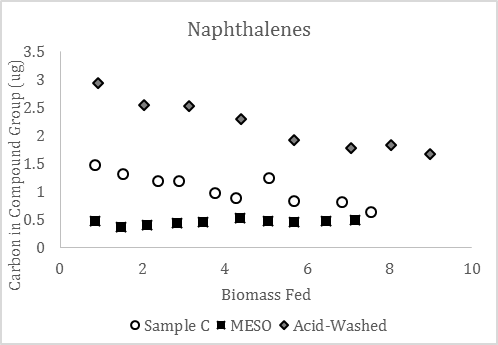 Naphthalenes
Carbon in Compound Group (ug)
3.5
3
2.5
2
1.5
1
0.5
0
0 2 4 6 8 10
Biomass Fed
Sample C MESO Acid-Washed